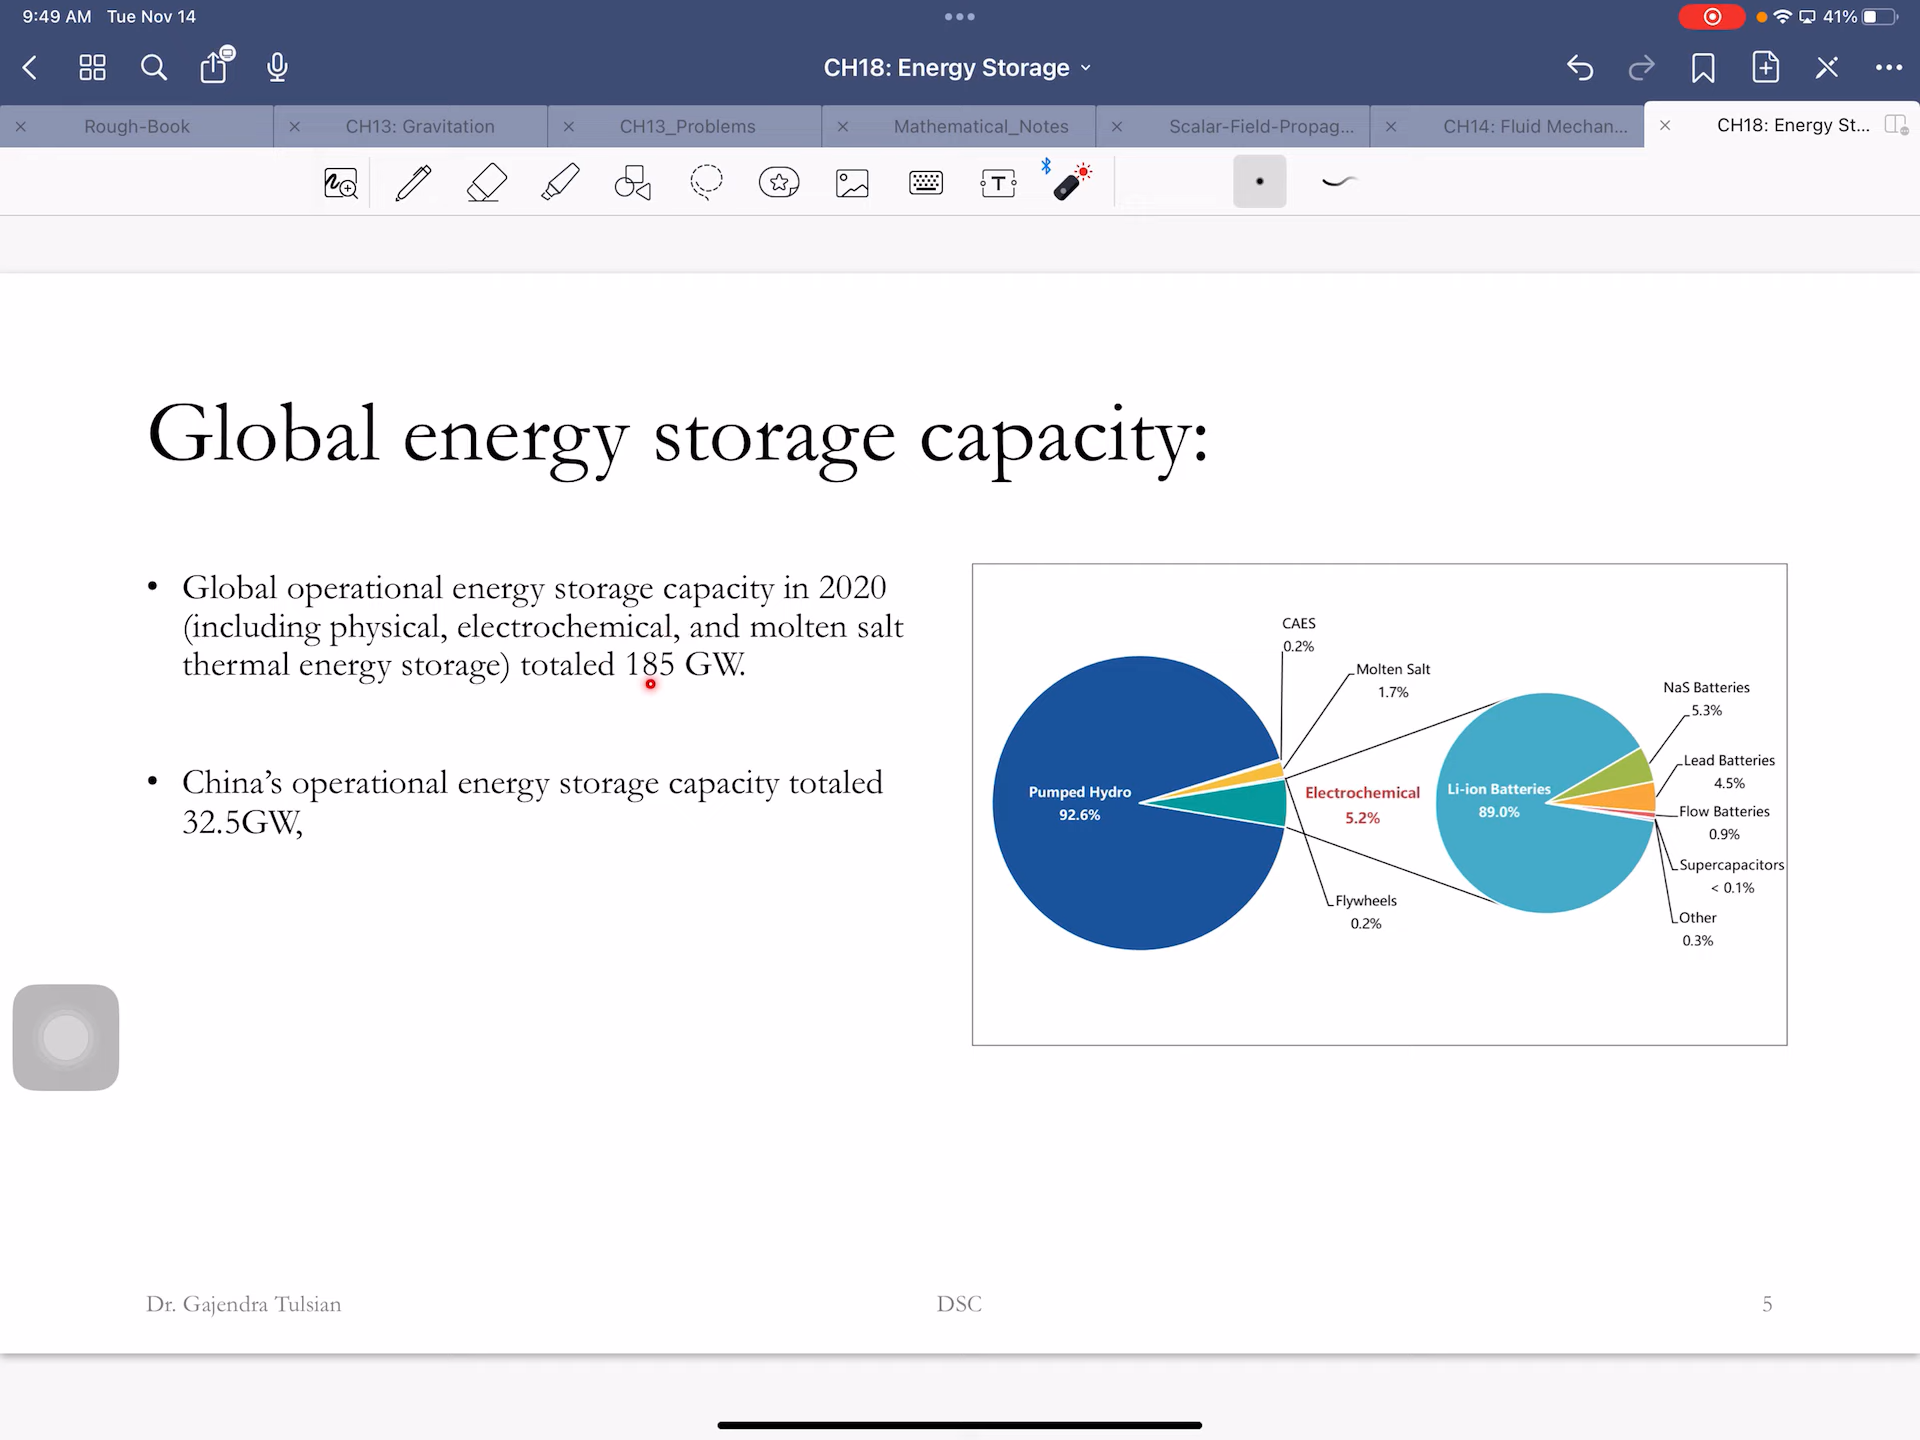 9:49 AM Tue Nov 14
41%
CH18: Energy Storage
Rough-Book
CH13: Gravitation
CH13_Problems
Mathematical_Notes
Scalar-Field-Propag...
CH14: Fluid Mechan...
CH18: Energy St...
T
Global energy storage capacity:
• Global operational energy storage capacity in 2020
(including physical, electrochemical, and molten salt
thermal energy storage) totaled 185 GW.
• China’s operational energy storage capacity totaled
32.5GW,
CAES
0.2%
Molten Salt
1.7%
Pumped Hydro
92.6%
Electrochemical
5.2%
Flywheels
0.2%
Li-ion Batteries
89.0%
NaS Batteries
5.3%
Lead Batteries
4.5%
Flow Batteries
0.9%
Supercapacitors
< 0.1%
Other
0.3%
Dr. Gajendra Tulsian
DSC
5